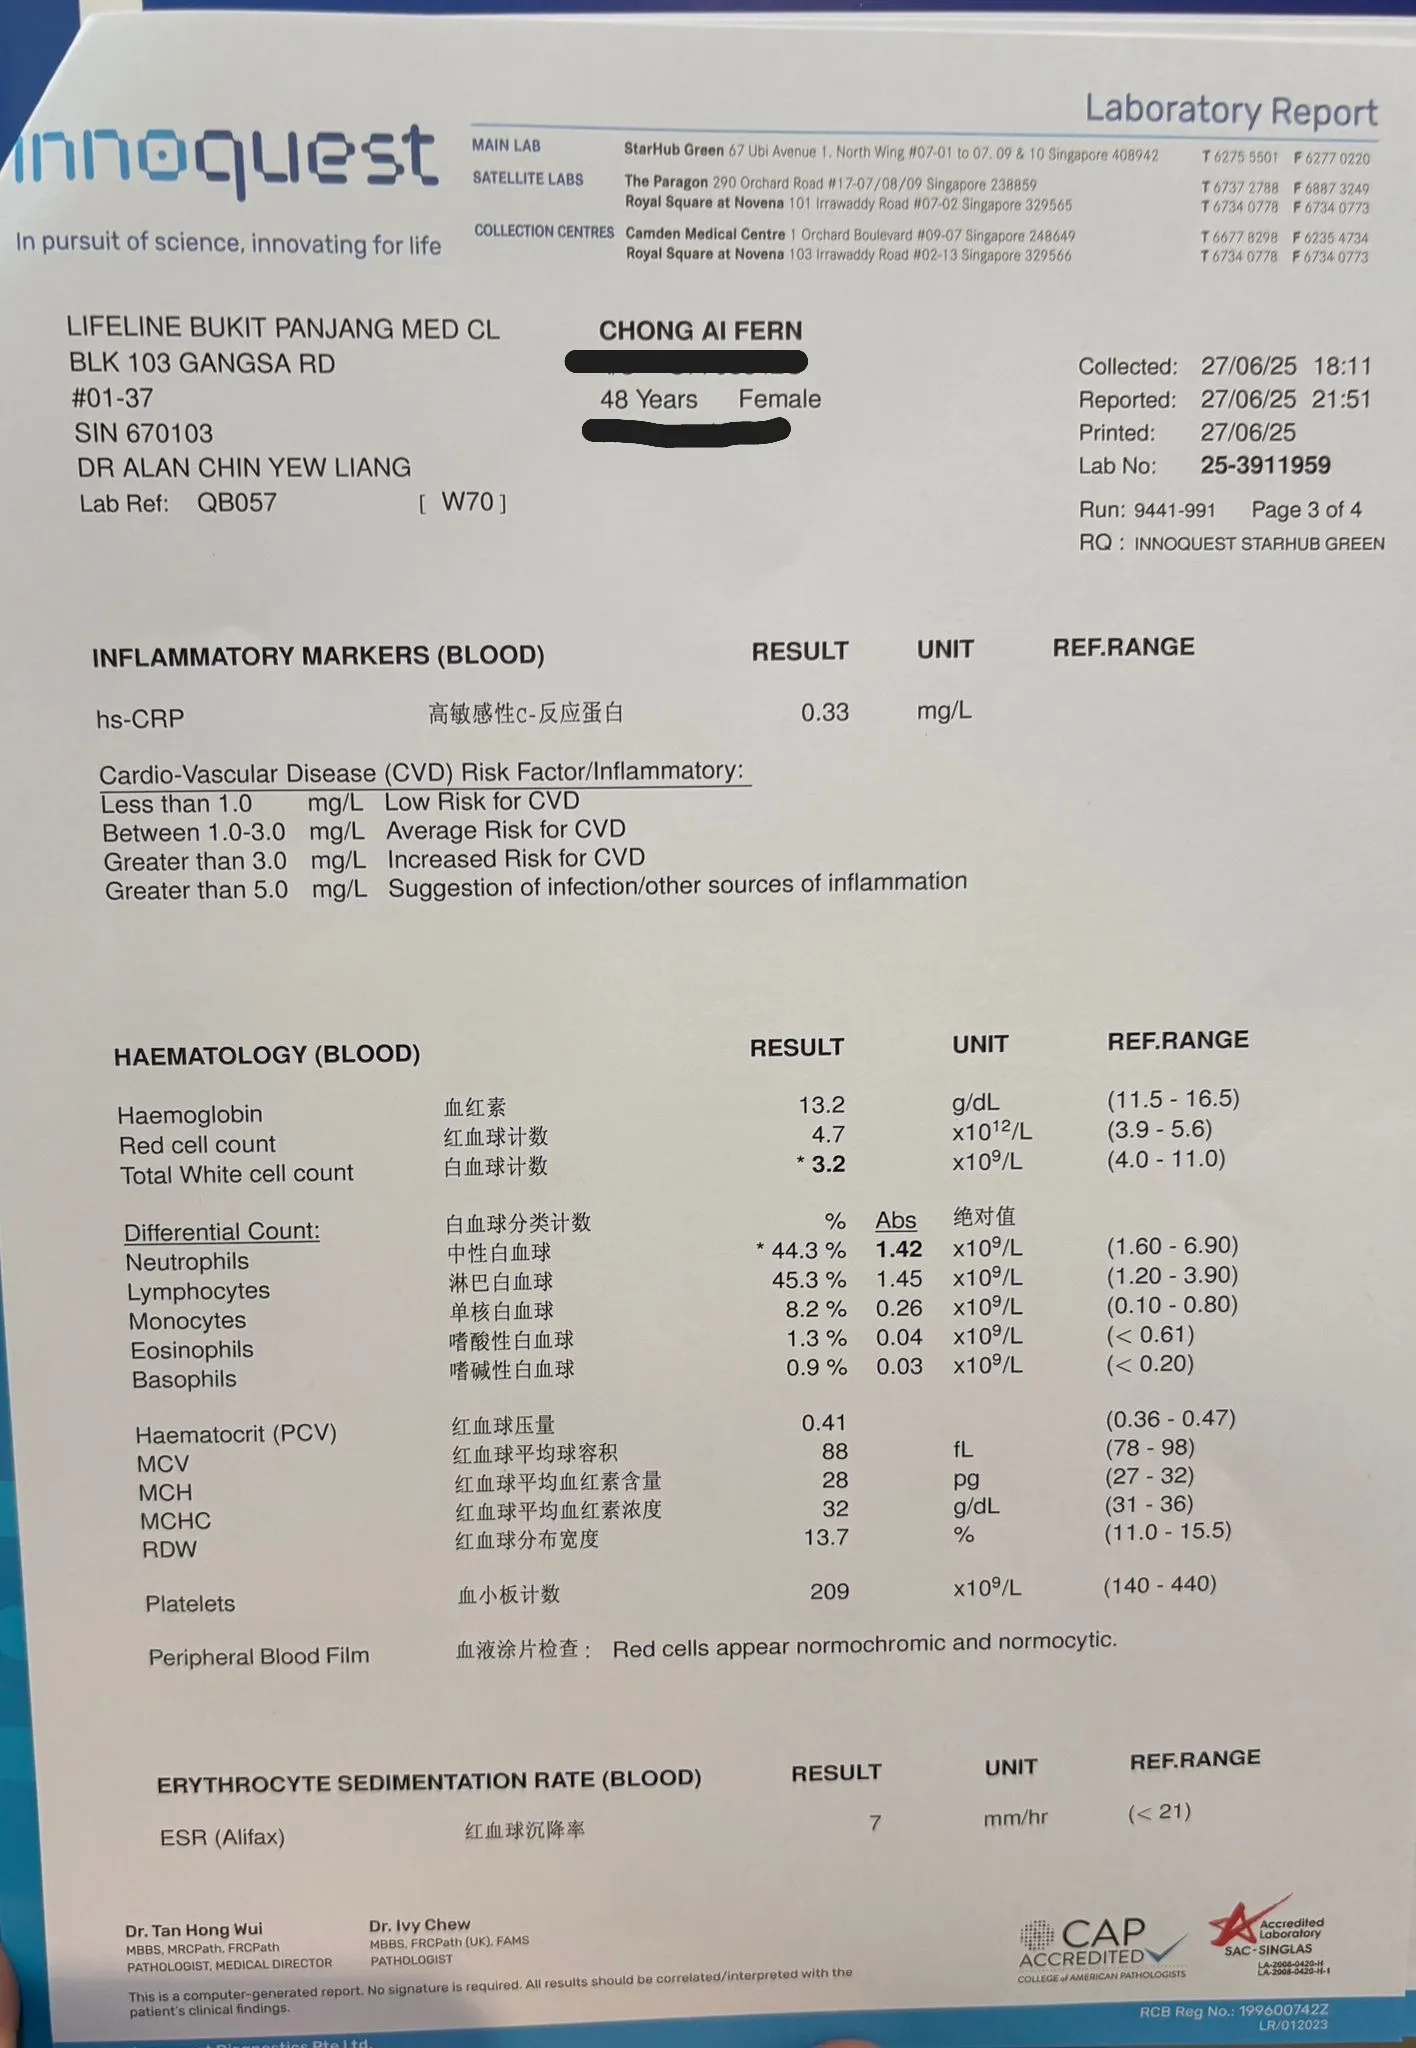 Laboratory Report
innoquest
In pursuit of science, innovating for life
MAIN LAB StarHub Green 67 Ubi Avenue 1. North Wing #07-01 to 07. 09 & 10 Singapore 408942 T 6275 5501 F 6277 0220
SATELLITE LABS The Paragon 290 Orchard Road #17-07/08/09 Singapore 238859 T 6737 2788 F 6887 3249
Royal Square at Novena 101 Irrawaddy Road #07-02 Singapore 329565 T 6734 0778 F 6734 0773
COLLECTION CENTRES Camden Medical Centre 1 Orchard Boulevard #09-07 Singapore 248649 T 6677 8298 F 6235 4734
Royal Square at Novena 103 Irrawaddy Road #02-13 Singapore 329566 T 6734 0778 F 6734 0773
LIFELINE BUKIT PANJANG MED CL
BLK 103 GANGSA RD
#01-37
SIN 670103
DR ALAN CHIN YEW LIANG
Lab Ref: QB057 [ W70 ]
CHONG AI FERN
48 Years Female
Collected: 27/06/25 18:11
Reported: 27/06/25 21:51
Printed: 27/06/25
Lab No: 25-3911959
Run: 9441-991 Page 3 of 4
RQ : INNOQUEST STARHUB GREEN
INFLAMMATORY MARKERS (BLOOD) RESULT UNIT REF.RANGE
hs-CRP 高敏感性C-反应蛋白 0.33 mg/L
Cardio-Vascular Disease (CVD) Risk Factor/Inflammatory:
Less than 1.0 mg/L Low Risk for CVD
Between 1.0-3.0 mg/L Average Risk for CVD
Greater than 3.0 mg/L Increased Risk for CVD
Greater than 5.0 mg/L Suggestion of infection/other sources of inflammation
HAEMATOLOGY (BLOOD) RESULT UNIT REF.RANGE
Haemoglobin 血红素 13.2 g/dL (11.5 - 16.5)
Red cell count 红血球计数 4.7 x10¹²/L (3.9 - 5.6)
Total White cell count 白血球计数 * 3.2 x10⁹/L (4.0 - 11.0)
Differential Count: 白血球分类计数 % Abs 绝对值
Neutrophils 中性白血球 * 44.3 % 1.42 x10⁹/L (1.60 - 6.90)
Lymphocytes 淋巴白血球 45.3 % 1.45 x10⁹/L (1.20 - 3.90)
Monocytes 单核白血球 8.2 % 0.26 x10⁹/L (0.10 - 0.80)
Eosinophils 嗜酸性白血球 1.3 % 0.04 x10⁹/L (< 0.61)
Basophils 嗜碱性白血球 0.9 % 0.03 x10⁹/L (< 0.20)
Haematocrit (PCV) 红血球压量 0.41 (0.36 - 0.47)
MCV 红血球平均球容积 88 fL (78 - 98)
MCH 红血球平均血红素含量 28 pg (27 - 32)
MCHC 红血球平均血红素浓度 32 g/dL (31 - 36)
RDW 红血球分布宽度 13.7 % (11.0 - 15.5)
Platelets 血小板计数 209 x10⁹/L (140 - 440)
Peripheral Blood Film 血液涂片检查： Red cells appear normochromic and normocytic.
ERYTHROCYTE SEDIMENTATION RATE (BLOOD) RESULT UNIT REF.RANGE
ESR (Alifax) 红血球沉降率 7 mm/hr (< 21)
Dr. Tan Hong Wui
MBBS, MRCPath, FRCPath
PATHOLOGIST, MEDICAL DIRECTOR
Dr. Ivy Chew
MBBS, FRCPath (UK), FAMS
PATHOLOGIST
CAP
ACCREDITED
COLLEGE of AMERICAN PATHOLOGISTS
Accredited
Laboratory
SAC-SINGLAS
LA-2008-0420-H
LA-2008-0420-H-1
This is a computer-generated report. No signature is required. All results should be correlated/interpreted with the
patient's clinical findings.
RCB Reg No.: 199600742Z
LR/012023